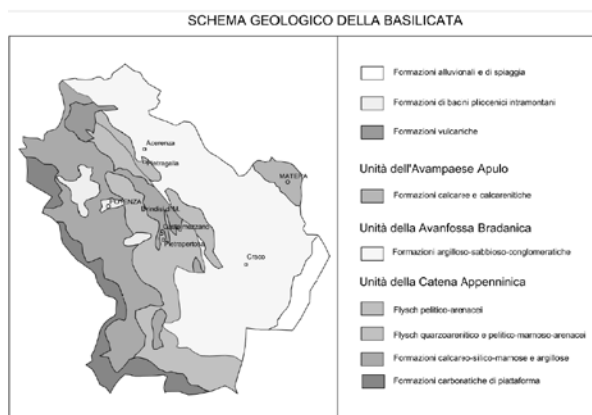 SCHEMA GEOLOGICO DELLA BASILICATA
Formazioni alluvionali e di spiaggia
Formazioni di bacini pliocenici intramontani
Formazioni vulcaniche
Unità dell'Avampaese Apulo
Formazioni calcaree e calcarenitiche
Unità della Avanfossa Bradanica
Formazioni argilloso-sabbioso-conglomeratiche
Unità della Catena Appenninica
Flysch pelitico-arenacei
Flysch quarzoarenitico e pelitico-marnoso-arenacei
Formazioni calcareo-silico-marnose e argillose
Formazioni carbonatiche di piattaforma
Acerenza
Pietragalla
MATERA
POTENZA
Brindisi P.M.
Castelmezzano
Pietrapertosa
Craco